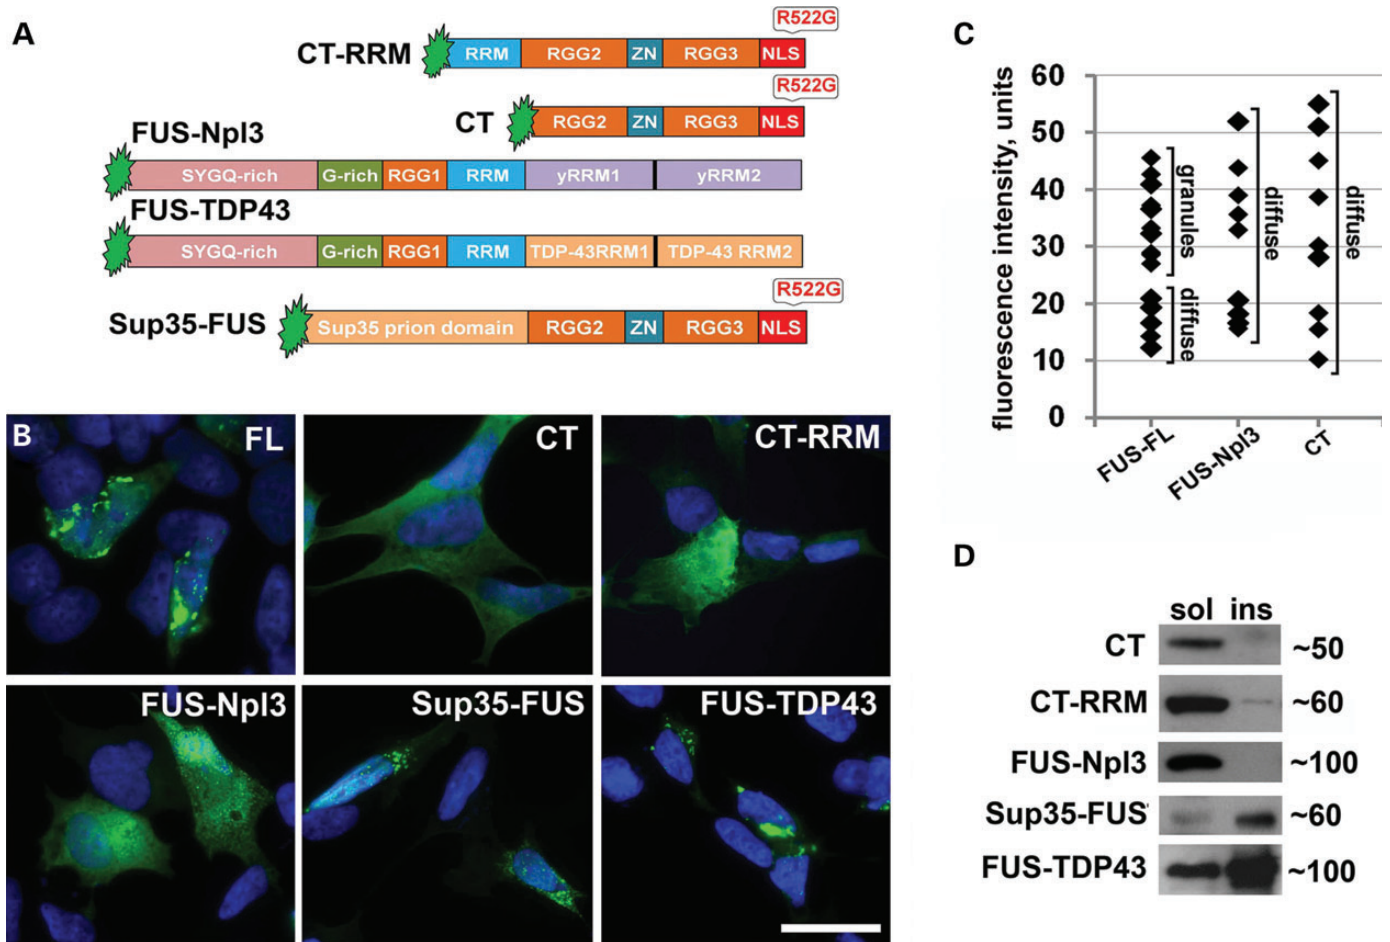 A
CT-RRM
R522G
RRM RGG2 ZN RGG3 NLS
CT
R522G
RGG2 ZN RGG3 NLS
FUS-Npl3
SYGQ-rich G-rich RGG1 RRM yRRM1 yRRM2
FUS-TDP43
SYGQ-rich G-rich RGG1 RRM TDP-43RRM1 TDP-43 RRM2
R522G
Sup35-FUS
Sup35 prion domain RGG2 ZN RGG3 NLS
B
FL
CT
CT-RRM
FUS-Npl3
Sup35-FUS
FUS-TDP43
C
fluorescence intensity, units
60
50
40
30
20
10
0
granules
diffuse
diffuse
diffuse
FUS-FL
FUS-Npl3
CT
D
sol ins
CT ~50
CT-RRM ~60
FUS-Npl3 ~100
Sup35-FUS ~60
FUS-TDP43 ~100